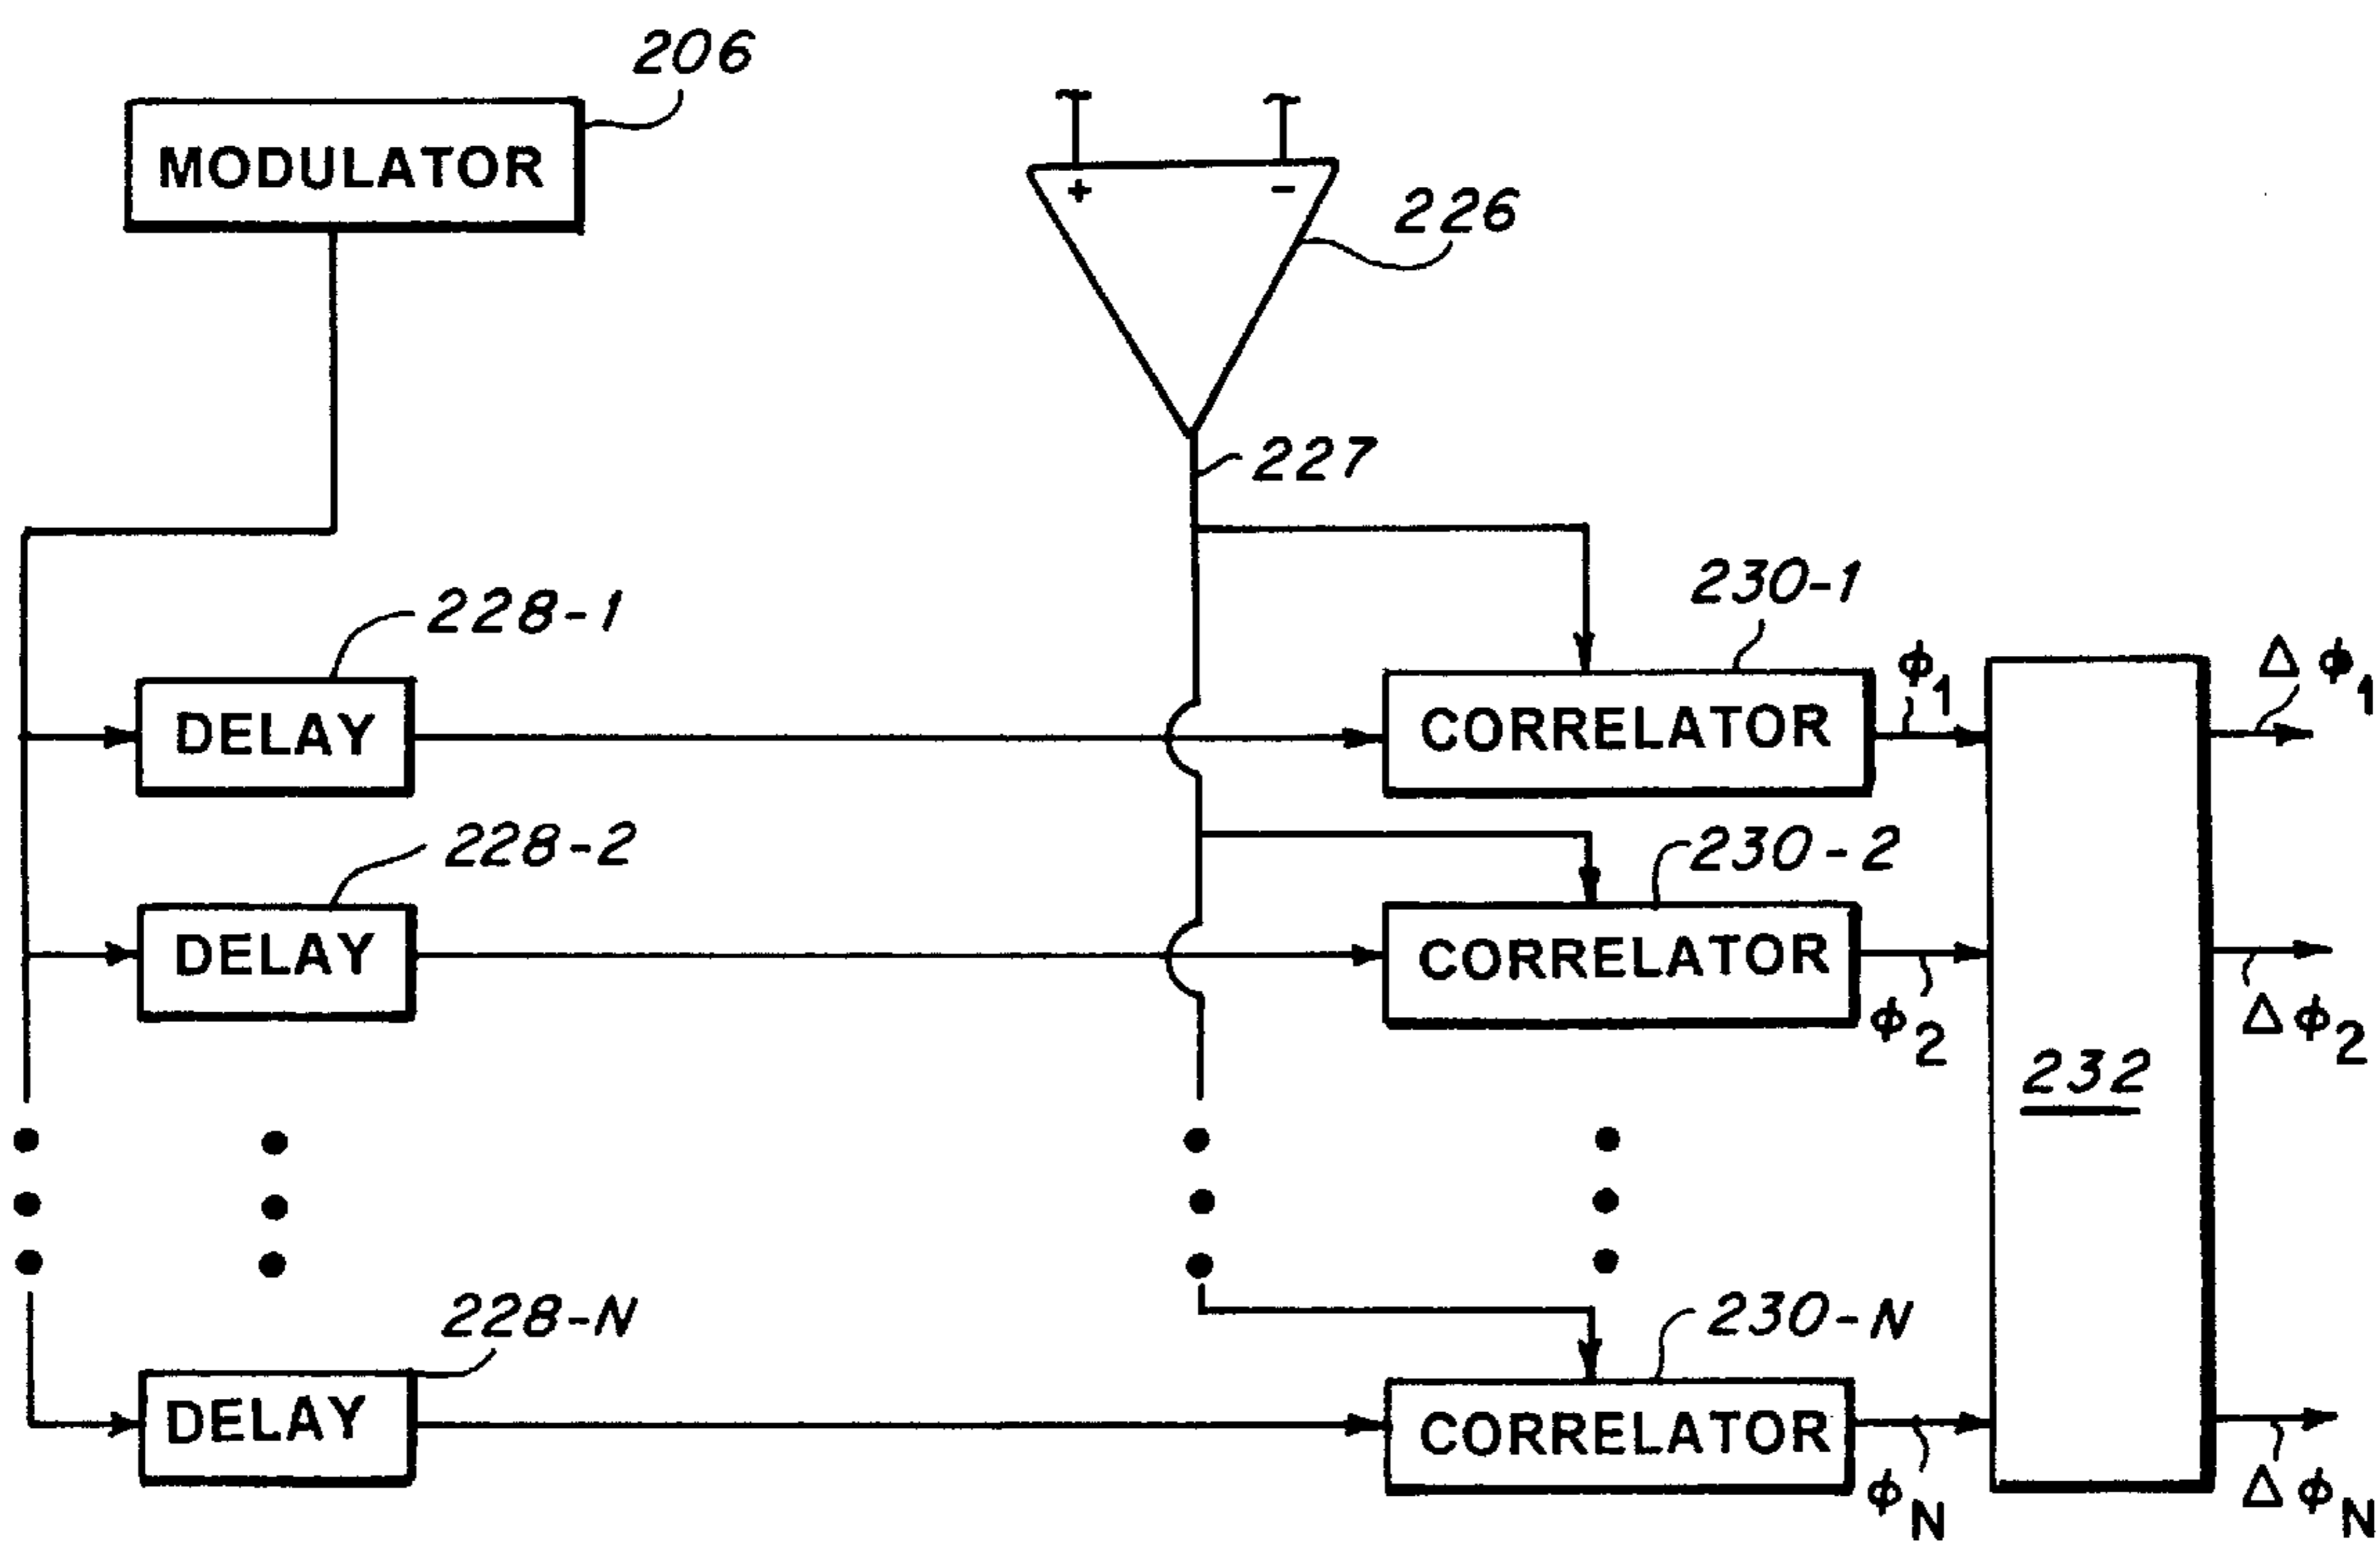 206
MODULATOR
+ -
226
227
228-1
230-1
DELAY
CORRELATOR
ϕ1
Δϕ1
228-2
230-2
DELAY
CORRELATOR
ϕ2
Δϕ2
232
228-N
230-N
DELAY
CORRELATOR
ϕN
ΔϕN